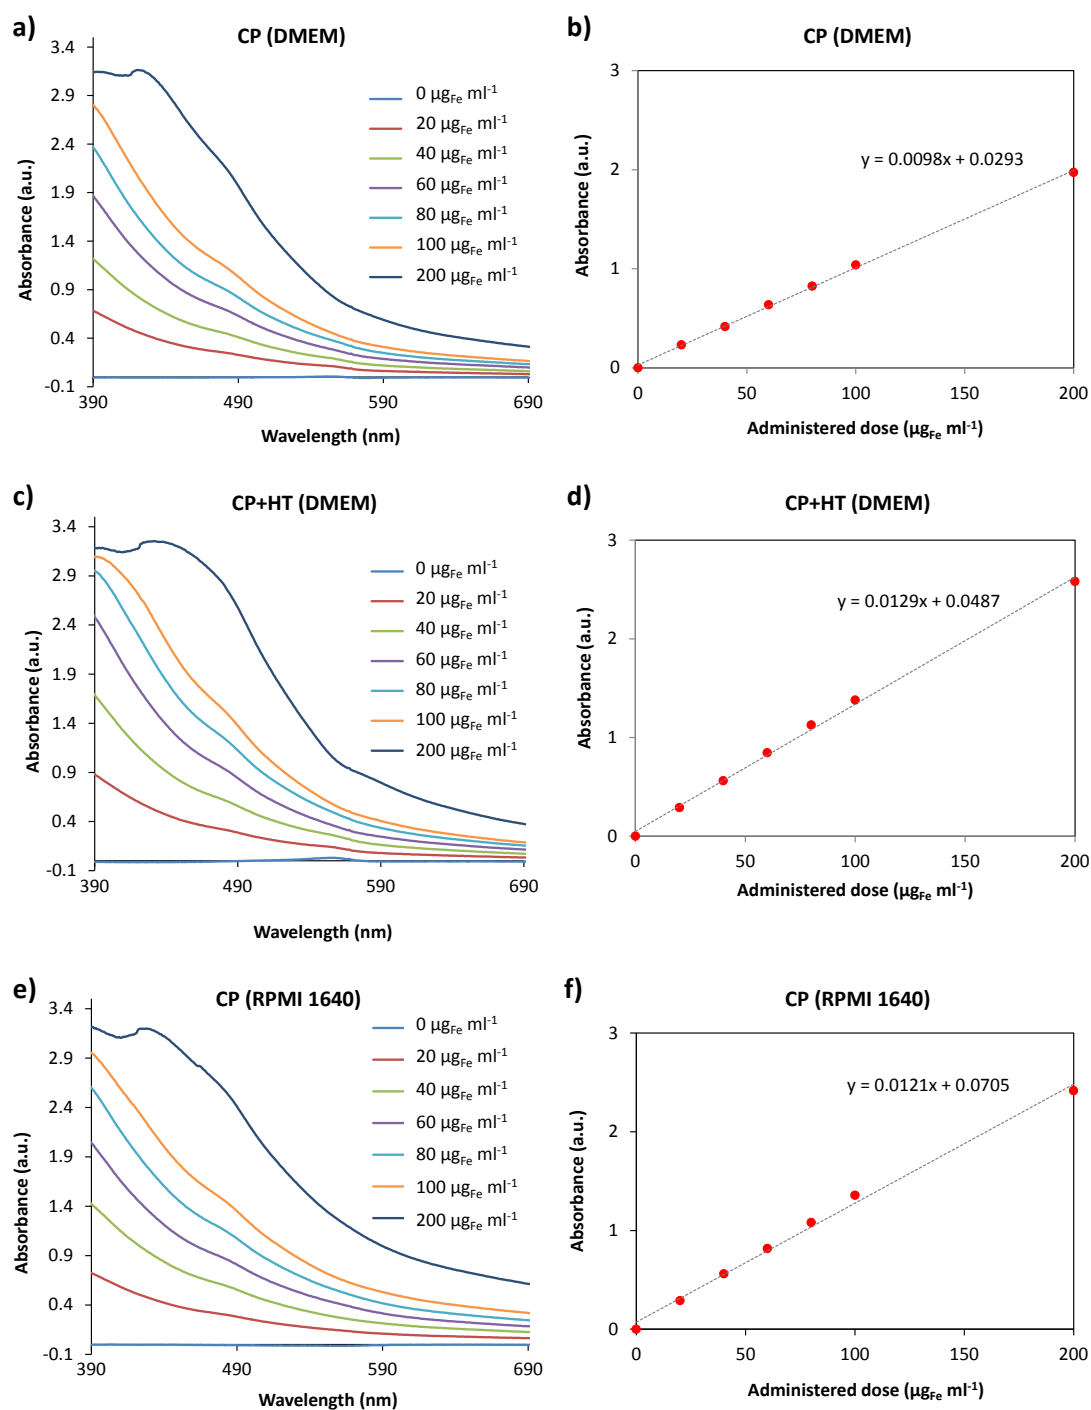 a)
CP (DMEM)
3.4
2.9
2.4
1.9
1.4
0.9
0.4
-0.1
390
490
590
690
Absorbance (a.u.)
Wavelength (nm)
0 µgFe ml-1
20 µgFe ml-1
40 µgFe ml-1
60 µgFe ml-1
80 µgFe ml-1
100 µgFe ml-1
200 µgFe ml-1
b)
CP (DMEM)
3
2
1
0
0
50
100
150
200
Absorbance (a.u.)
Administered dose (µgFe ml-1)
y = 0.0098x + 0.0293
c)
CP+HT (DMEM)
3.4
2.9
2.4
1.9
1.4
0.9
0.4
-0.1
390
490
590
690
Absorbance (a.u.)
Wavelength (nm)
0 µgFe ml-1
20 µgFe ml-1
40 µgFe ml-1
60 µgFe ml-1
80 µgFe ml-1
100 µgFe ml-1
200 µgFe ml-1
d)
CP+HT (DMEM)
3
2
1
0
0
50
100
150
200
Absorbance (a.u.)
Administered dose (µgFe ml-1)
y = 0.0129x + 0.0487
e)
CP (RPMI 1640)
3.4
2.9
2.4
1.9
1.4
0.9
0.4
-0.1
390
490
590
690
Absorbance (a.u.)
Wavelength (nm)
0 µgFe ml-1
20 µgFe ml-1
40 µgFe ml-1
60 µgFe ml-1
80 µgFe ml-1
100 µgFe ml-1
200 µgFe ml-1
f)
CP (RPMI 1640)
3
2
1
0
0
50
100
150
200
Absorbance (a.u.)
Administered dose (µgFe ml-1)
y = 0.0121x + 0.0705